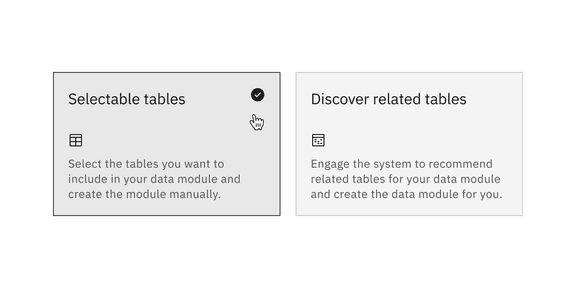 Selectable tables
Select the tables you want to
include in your data module and
create the module manually.
Discover related tables
Engage the system to recommend
related tables for your data module
and create the data module for you.